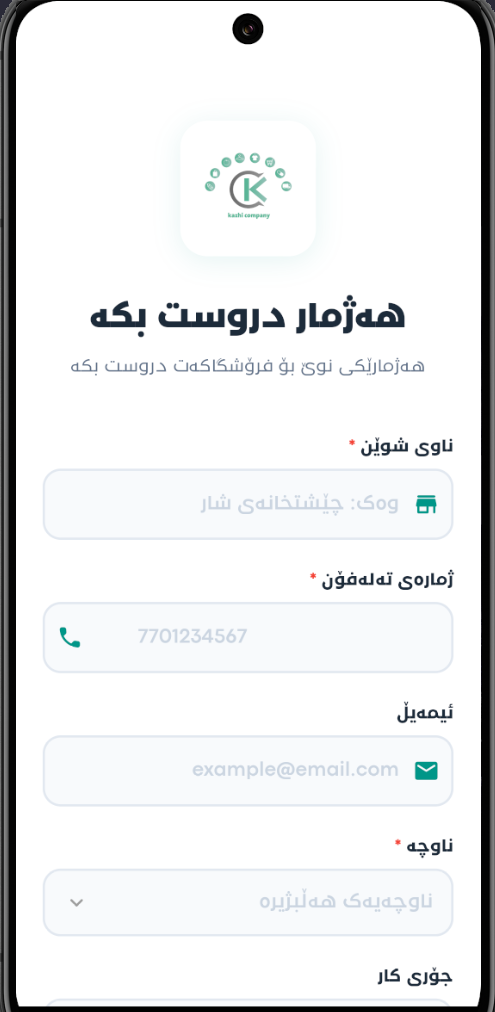 kazhi company
هەژمار دروست بکە
هەژمارێکی نوێ بۆ فرۆشگاکەت دروست بکە
ناوی شوێن *
وەک: چێشتخانەی شار
ژمارەی تەلەفۆن *
7701234567
ئیمەیڵ
example@email.com
ناوچە *
ناوچەیەک هەڵبژێرە
جۆری کار